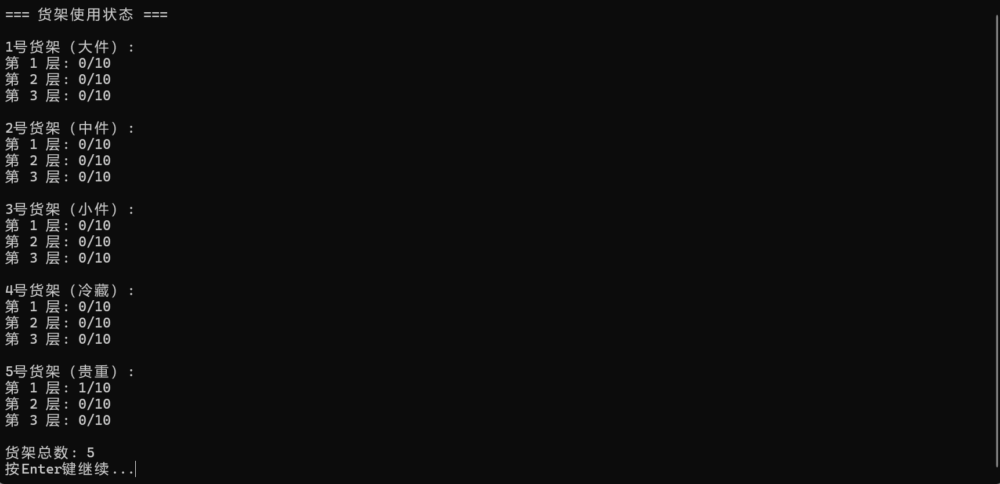 === 货架使用状态 ===
1号货架（大件）：
第 1 层：0/10
第 2 层：0/10
第 3 层：0/10
2号货架（中件）：
第 1 层：0/10
第 2 层：0/10
第 3 层：0/10
3号货架（小件）：
第 1 层：0/10
第 2 层：0/10
第 3 层：0/10
4号货架（冷藏）：
第 1 层：0/10
第 2 层：0/10
第 3 层：0/10
5号货架（贵重）：
第 1 层：1/10
第 2 层：0/10
第 3 层：0/10
货架总数：5
按Enter键继续...